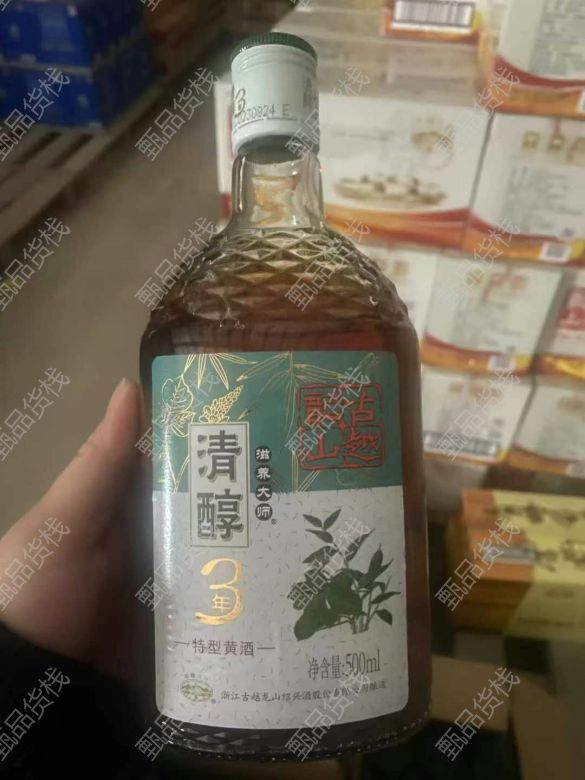 20230824 E
古越
龍山
清醇
滋养大师®
3年
特型黄酒
净含量:500ml
浙江古越龙山绍兴酒股份有限公司酿造
甄品货栈